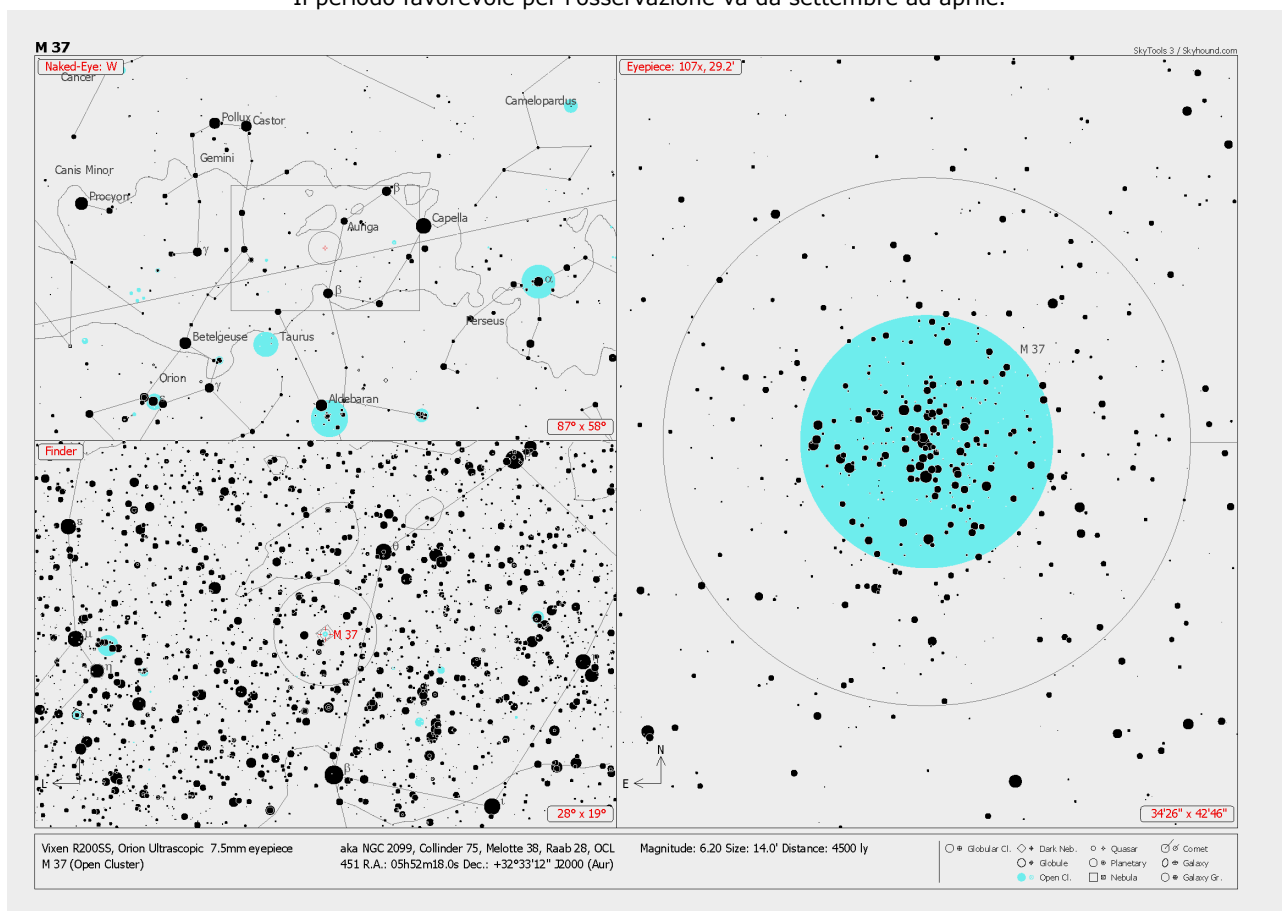 Il periodo favorevole per l'osservazione va da settembre ad aprile.
M 37
SkyTools 3 / Skyhound.com
Naked-Eye: W
Cancer
Pollux
Castor
Camelopardus
Gemini
Canis Minor
Procyon
β
Capella
Auriga
γ
α
β
Perseus
Betelgeuse
Taurus
Orion
γ
Aldebaran
87° x 58°
Finder
ε
θ
M 37
μ
η
β
ι
28° x 19°
Eyepiece: 107x, 29.2'
M 37
N
E
34'26" x 42'46"
Vixen R200SS, Orion Ultrascopic 7.5mm eyepiece
M 37 (Open Cluster)
aka NGC 2099, Collinder 75, Melotte 38, Raab 28, OCL
451 R.A.: 05h52m18.0s Dec.: +32°33'12" J2000 (Aur)
Magnitude: 6.20 Size: 14.0' Distance: 4500 ly
Globular Cl.
Dark Neb.
Quasar
Comet
Globule
Planetary
Galaxy
Open Cl.
Nebula
Galaxy Gr.